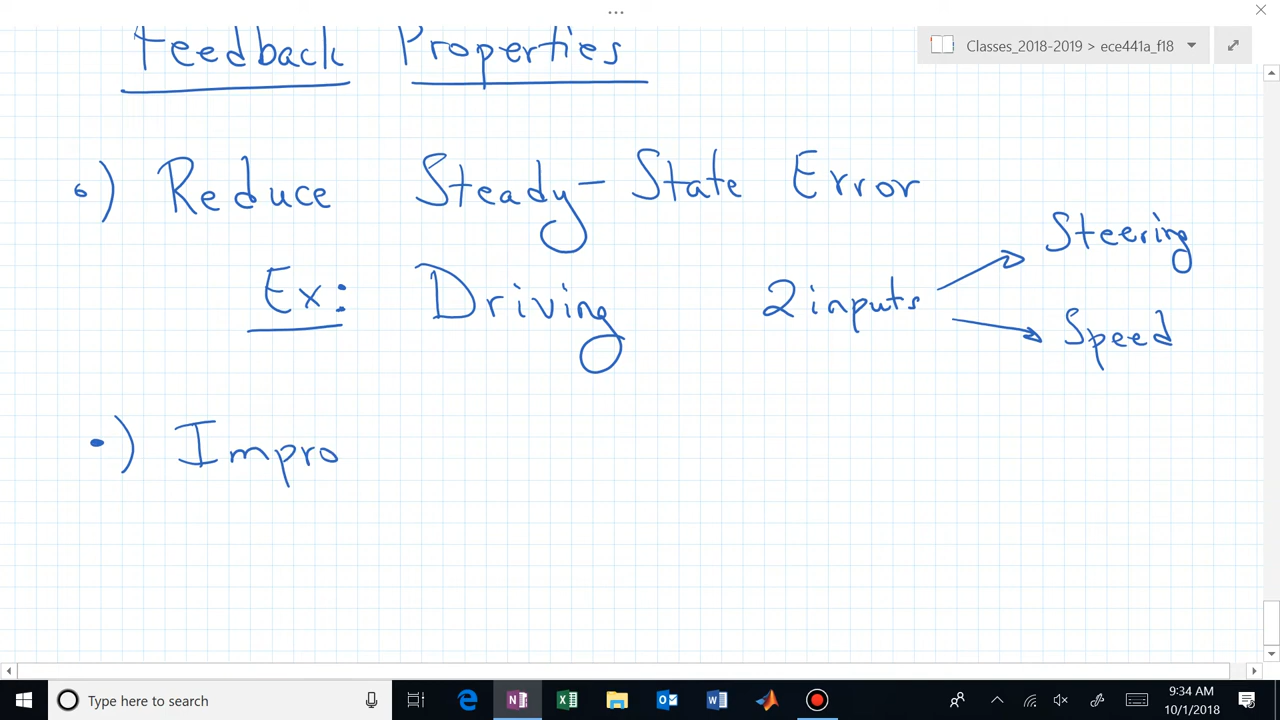 ...
Feedback Properties
Classes_2018-2019 > ece441a_f18
•) Reduce Steady-State Error
Steering
Ex: Driving 2 inputs
Speed
•) Impro
Type here to search
9:34 AM
10/1/2018